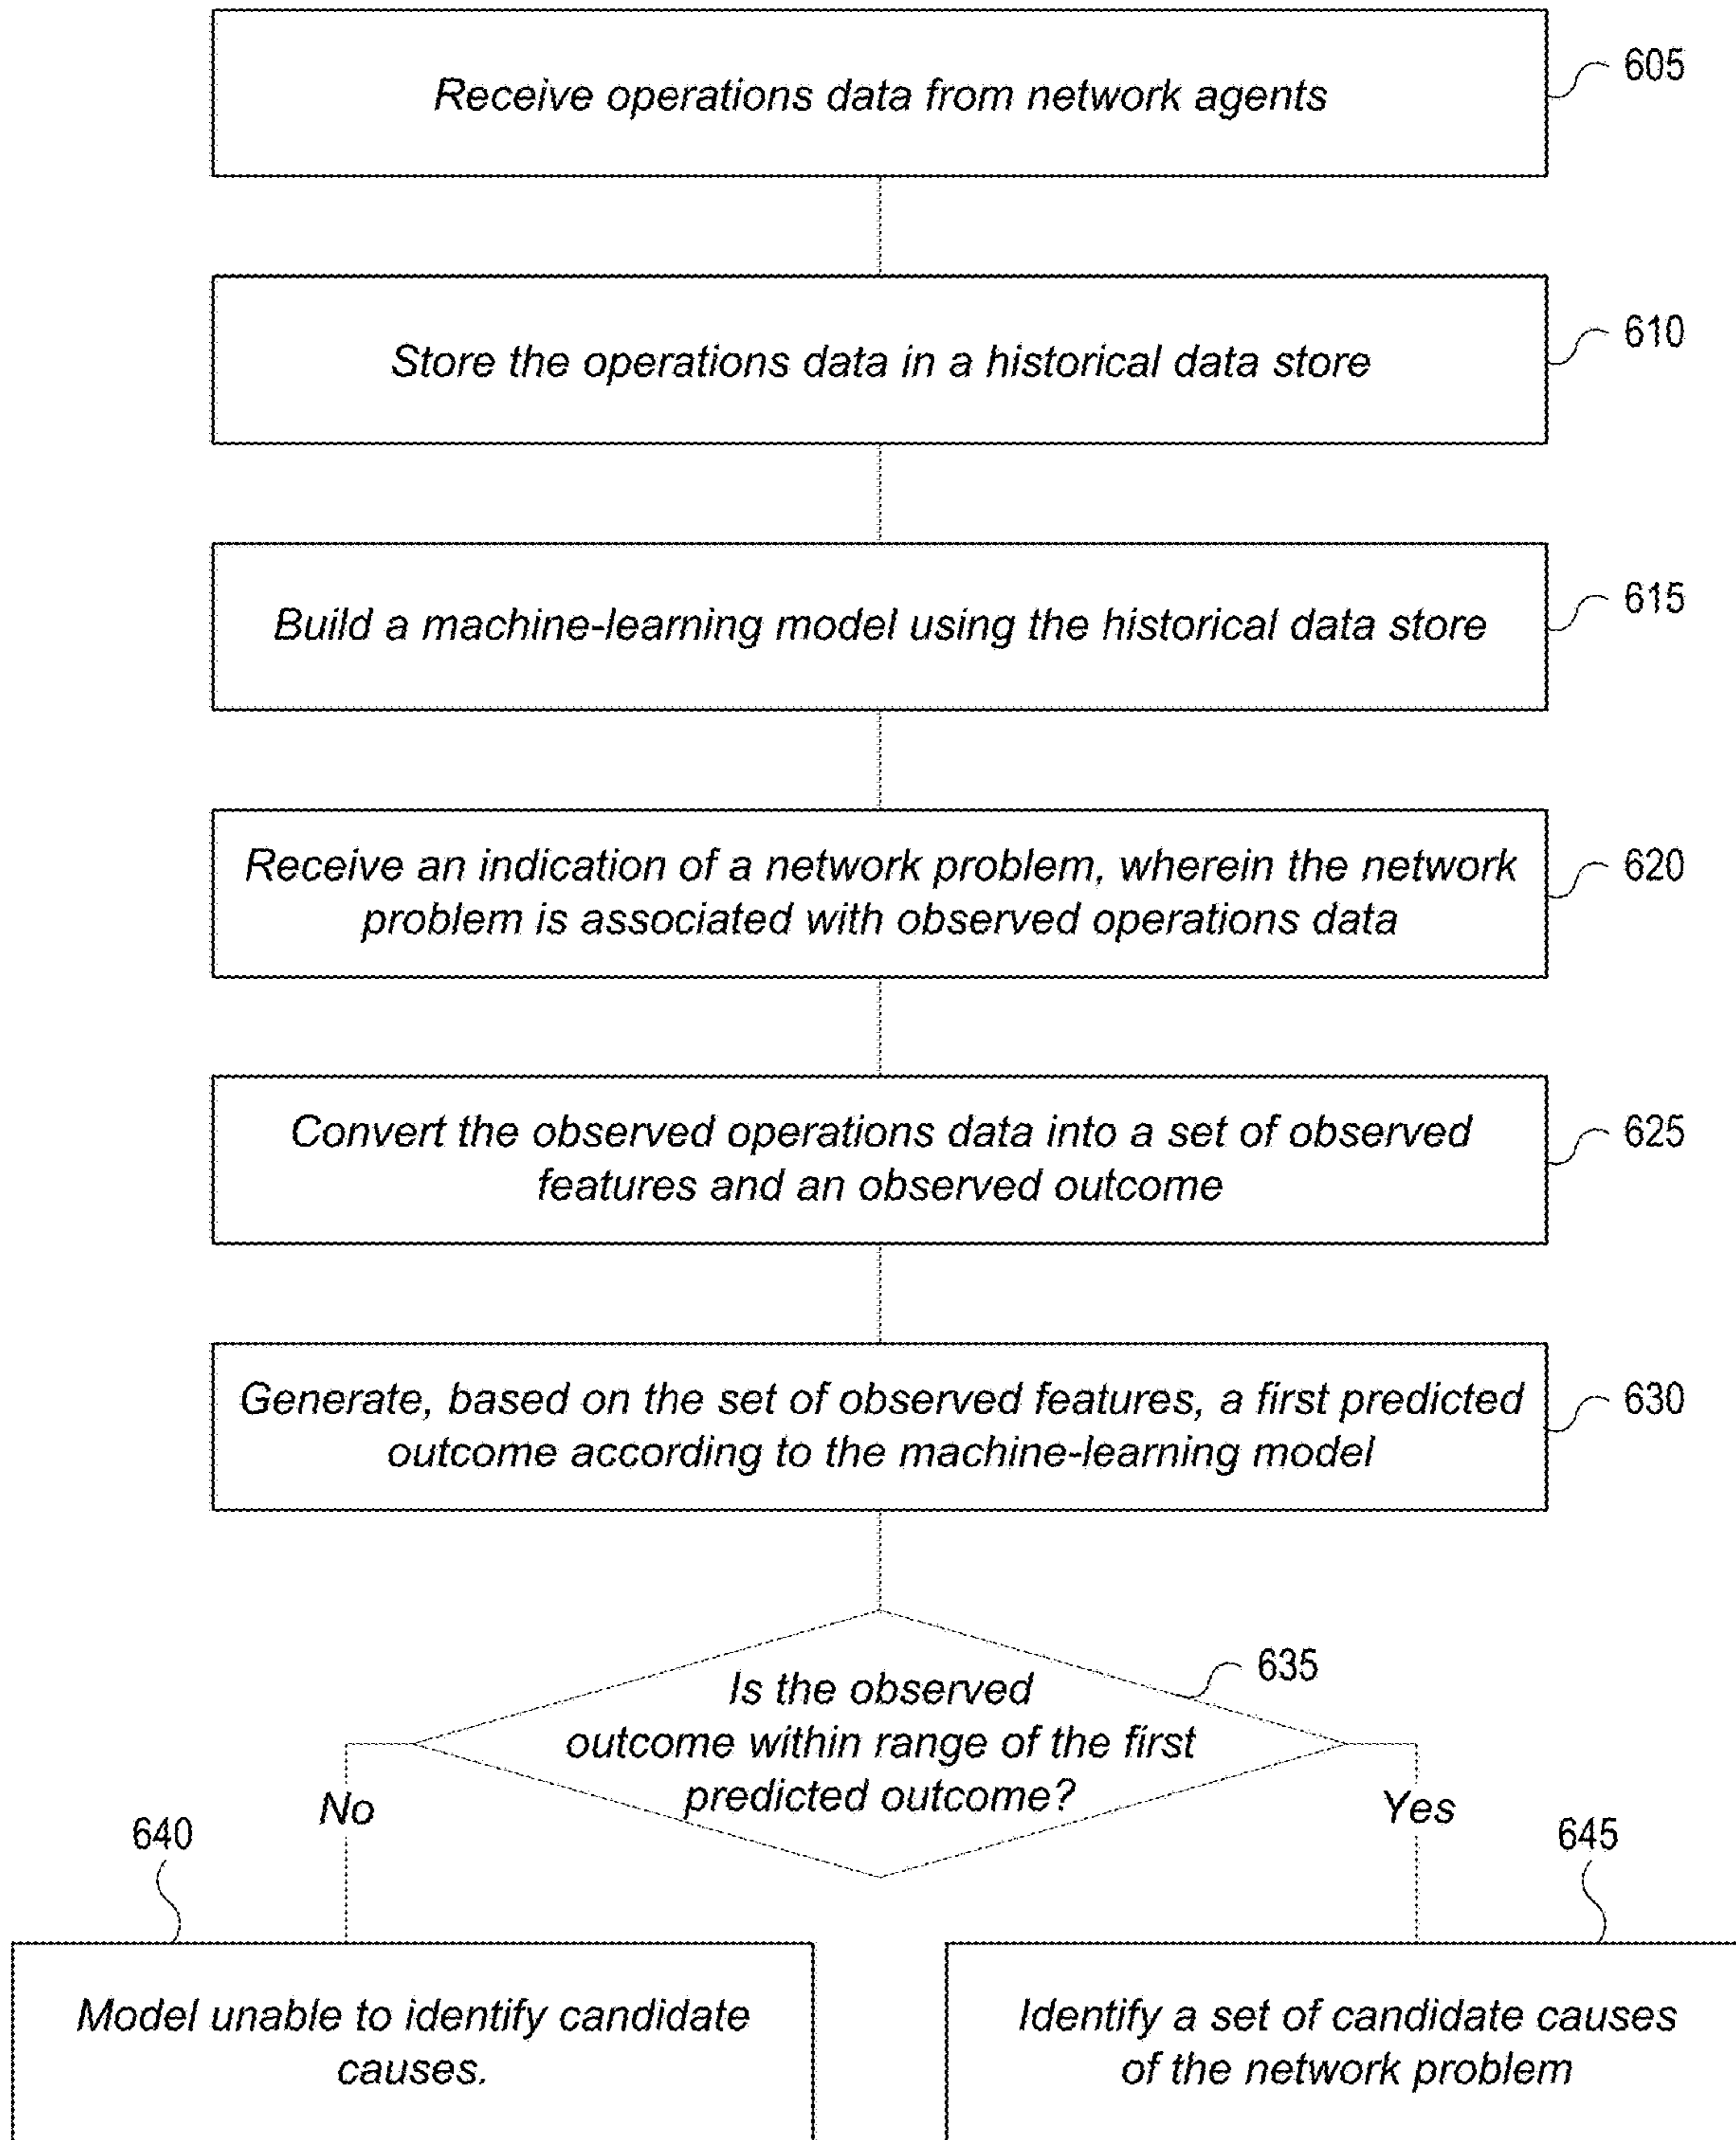 Receive operations data from network agents
605
Store the operations data in a historical data store
610
Build a machine-learning model using the historical data store
615
Receive an indication of a network problem, wherein the network
problem is associated with observed operations data
620
Convert the observed operations data into a set of observed
features and an observed outcome
625
Generate, based on the set of observed features, a first predicted
outcome according to the machine-learning model
630
Is the observed
outcome within range of the first
predicted outcome?
635
No
Yes
640
645
Model unable to identify candidate
causes.
Identify a set of candidate causes
of the network problem